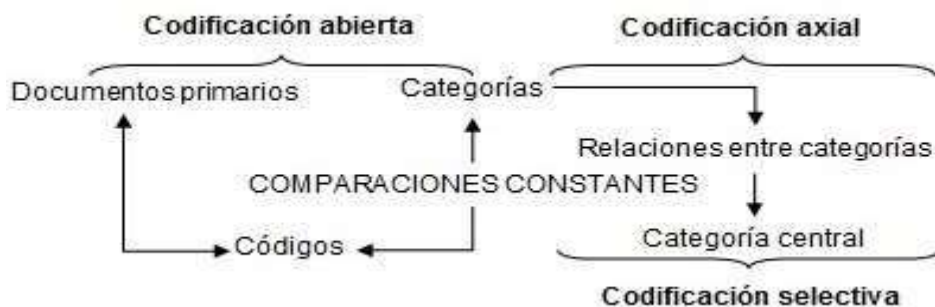 Codificación abierta
Codificación axial
Documentos primarios
Categorías
Relaciones entre categorías
COMPARACIONES CONSTANTES
Códigos
Categoría central
Codificación selectiva